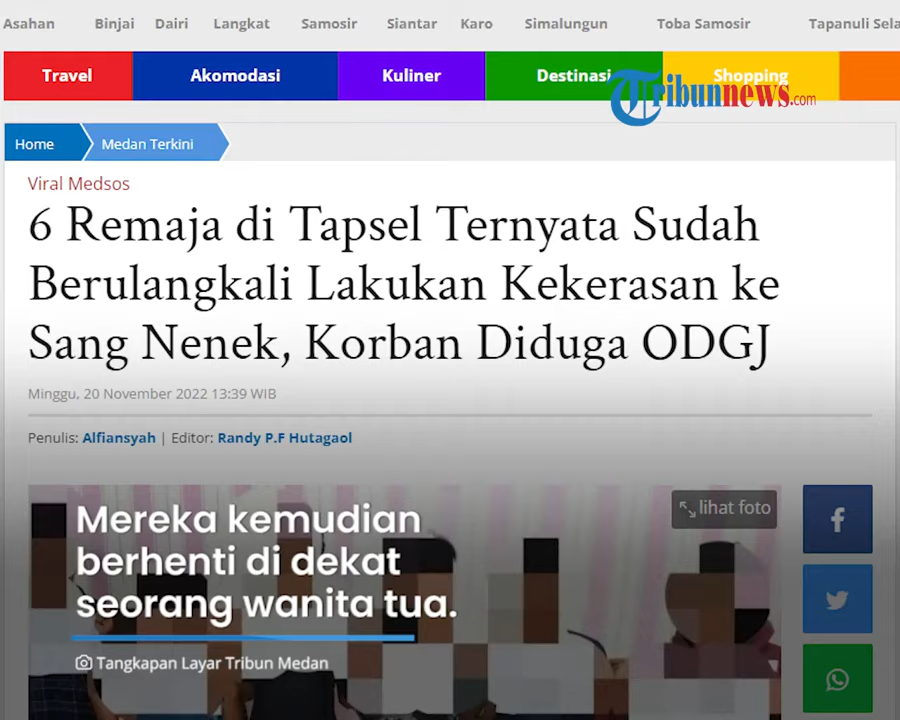 Asahan Binjai Dairi Langkat Samosir Siantar Karo Simalungun Toba Samosir Tapanuli Sela
Travel Akomodasi Kuliner Destinasi Shopping
Tribunnews.com
Home Medan Terkini
Viral Medsos
6 Remaja di Tapsel Ternyata Sudah
Berulangkali Lakukan Kekerasan ke
Sang Nenek, Korban Diduga ODGJ
Minggu, 20 November 2022 13:39 WIB
Penulis: Alfiansyah | Editor: Randy P.F Hutagaol
lihat foto
Mereka kemudian
berhenti di dekat
seorang wanita tua.
Tangkapan Layar Tribun Medan